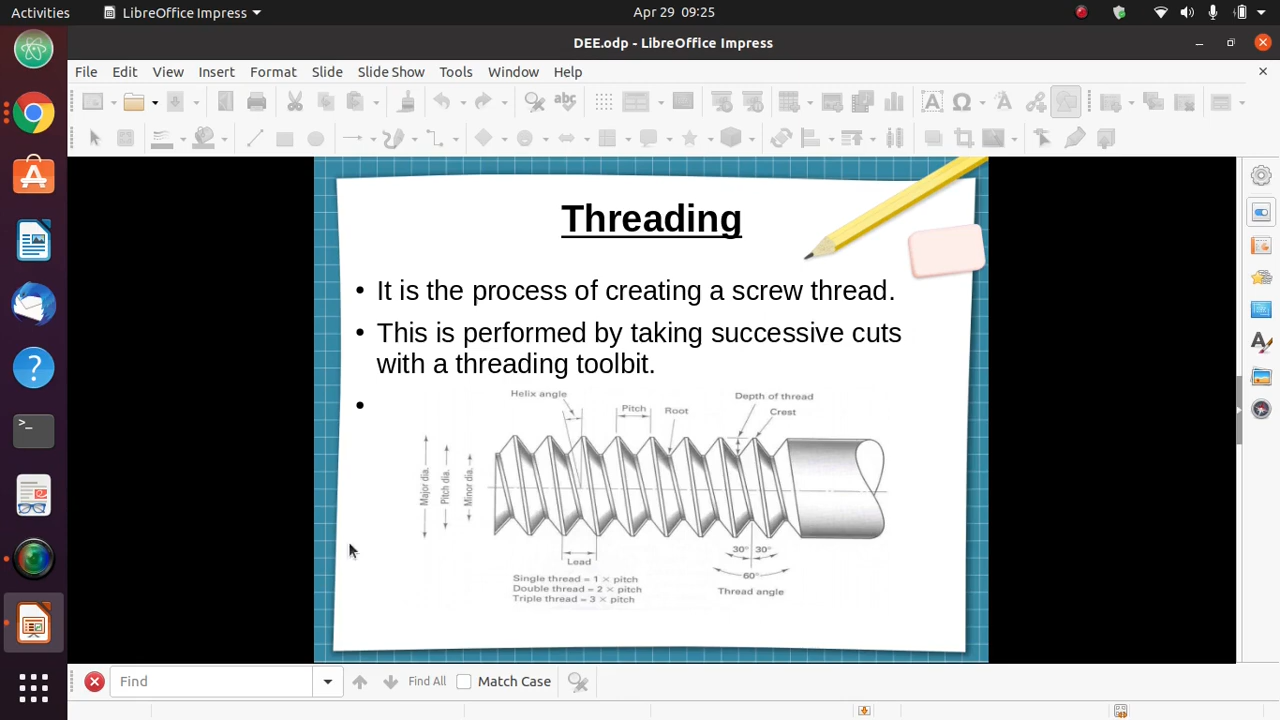 Activities LibreOffice Impress Apr 29 09:25
DEE.odp - LibreOffice Impress
File Edit View Insert Format Slide Slide Show Tools Window Help
Threading
• It is the process of creating a screw thread.
• This is performed by taking successive cuts
with a threading toolbit.
•
Helix angle
Pitch
Root
Depth of thread
Crest
Major dia.
Pitch dia.
Minor dia.
30° 30°
60°
Thread angle
Lead
Single thread = 1 × pitch
Double thread = 2 × pitch
Triple thread = 3 × pitch
Find Find All Match Case